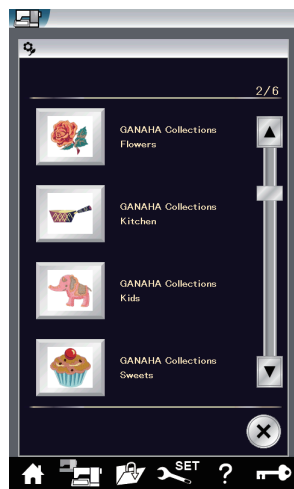 2/6
GANAHA Collections
Flowers
GANAHA Collections
Kitchen
GANAHA Collections
Kids
GANAHA Collections
Sweets
SET
?